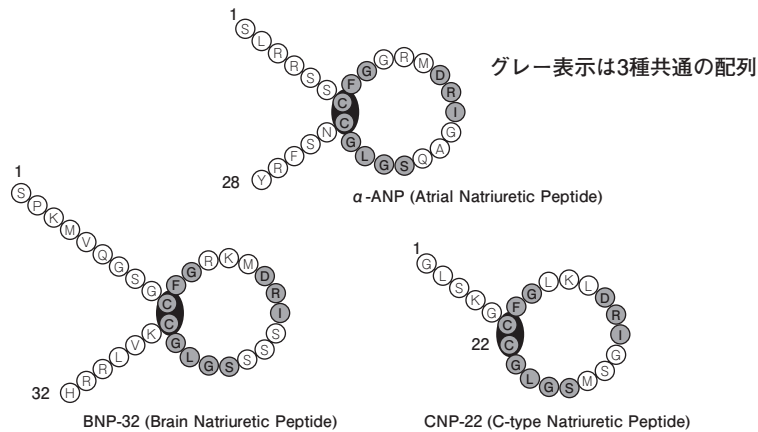 1
S L R R S S C F G G R M D R I G A Q S G L G C N S F R Y
28
グレー表示は3種共通の配列
α-ANP (Atrial Natriuretic Peptide)
1
S P K M V Q G S G C F G R K M D R I S S S S G L G C K V L R R H
32
BNP-32 (Brain Natriuretic Peptide)
1
G L S K G C F G L K L D R I G S M S G L G C
22
CNP-22 (C-type Natriuretic Peptide)